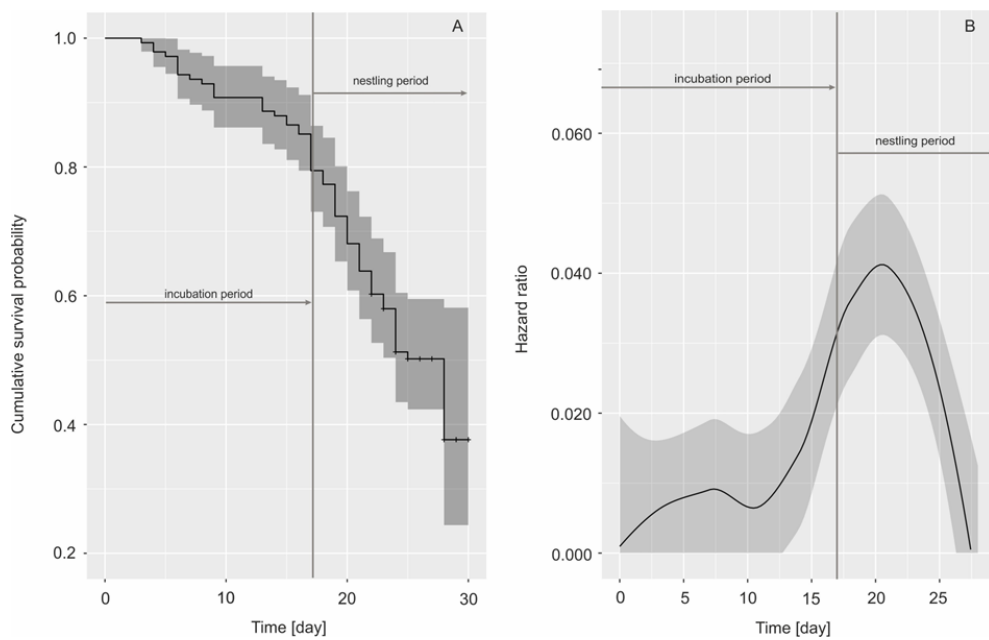 A
1.0
0.8
0.6
0.4
0.2
Cumulative survival probability
nestling period
incubation period
0
10
20
30
Time [day]
B
incubation period
nestling period
0.060
0.040
0.020
0.000
Hazard ratio
0
5
10
15
20
25
Time [day]